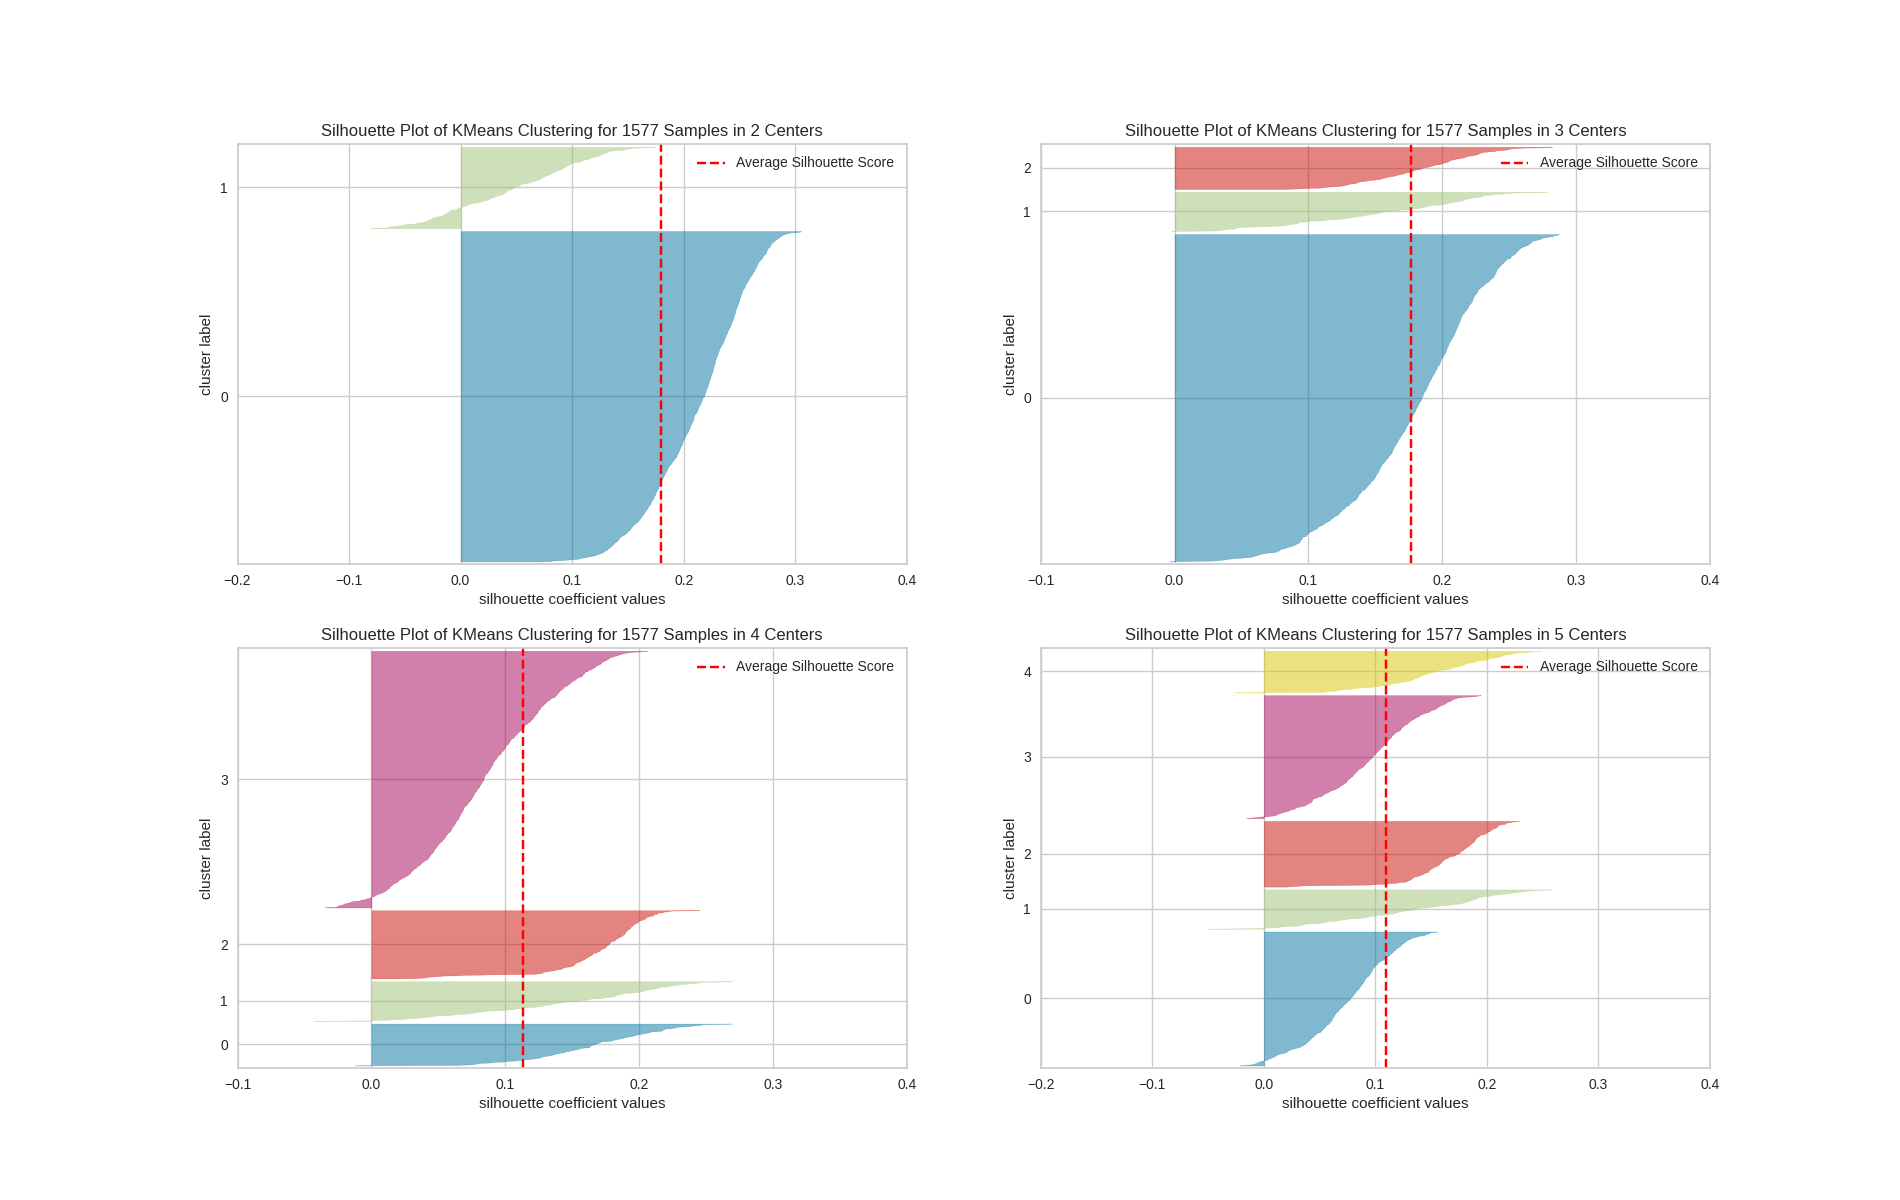 Silhouette Plot of KMeans Clustering for 1577 Samples in 2 Centers
Average Silhouette Score
1
0
cluster label
−0.2 −0.1 0.0 0.1 0.2 0.3 0.4
silhouette coefficient values
Silhouette Plot of KMeans Clustering for 1577 Samples in 3 Centers
Average Silhouette Score
2
1
0
cluster label
−0.1 0.0 0.1 0.2 0.3 0.4
silhouette coefficient values
Silhouette Plot of KMeans Clustering for 1577 Samples in 4 Centers
Average Silhouette Score
3
2
1
0
cluster label
−0.1 0.0 0.1 0.2 0.3 0.4
silhouette coefficient values
Silhouette Plot of KMeans Clustering for 1577 Samples in 5 Centers
Average Silhouette Score
4
3
2
1
0
cluster label
−0.2 −0.1 0.0 0.1 0.2 0.3 0.4
silhouette coefficient values